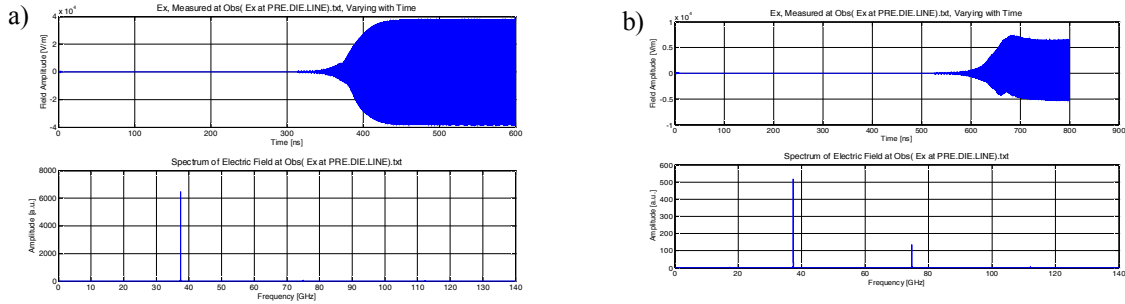 a)
Ex, Measured at Obs( Ex at PRE.DIE.LINE).txt, Varying with Time
x 10⁴
Field Amplitude [V/m]
4
2
0
-2
-4
0 100 200 300 400 500 600
Time [ns]
Spectrum of Electric Field at Obs( Ex at PRE.DIE.LINE).txt
Amplitude [a.u.]
8000
6000
4000
2000
0
0 10 20 30 40 50 60 70 80 90 100 110 120 130 140
Frequency [GHz]
b)
Ex, Measured at Obs( Ex at PRE.DIE.LINE).txt, Varying with Time
x 10⁴
Field Amplitude [V/m]
1
0.5
0
-0.5
-1
0 100 200 300 400 500 600 700 800 900
Time [ns]
Spectrum of Electric Field at Obs( Ex at PRE.DIE.LINE).txt
Amplitude [a.u.]
600
500
400
300
200
100
0
0 20 40 60 80 100 120 140
Frequency [GHz]